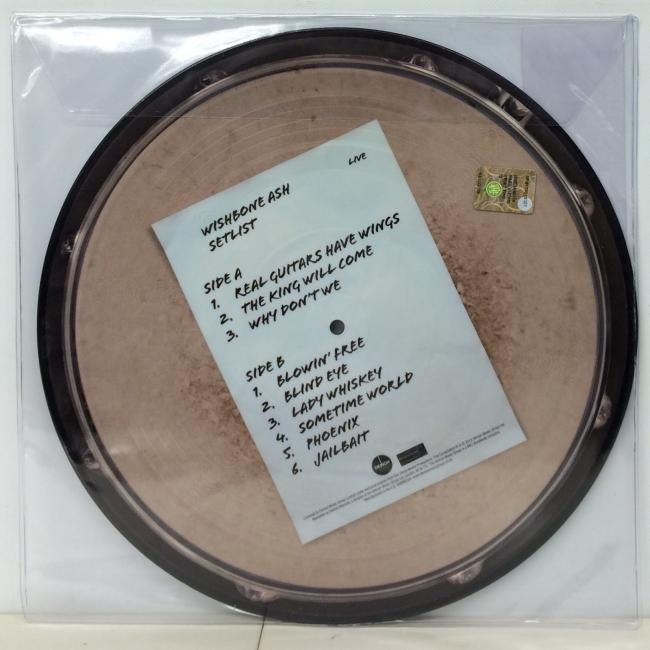 LIVE
WISHBONE ASH
SETLIST
SIDE A
1. REAL GUITARS HAVE WINGS
2. THE KING WILL COME
3. WHY DON'T WE
SIDE B
1. BLOWIN' FREE
2. BLIND EYE
3. LADY WHISKEY
4. SOMETIME WORLD
5. PHOENIX
6. JAILBAIT